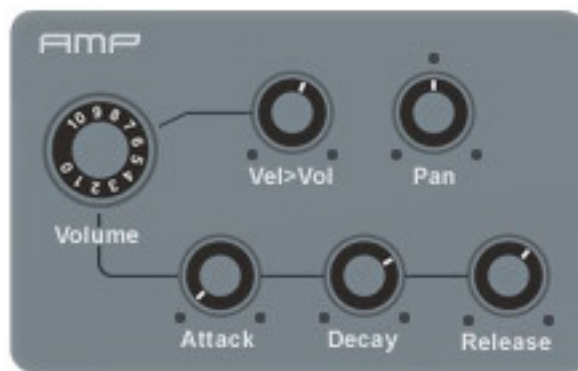 AMP
10 9 8 7 6 5 4 3 2 1 0
Vel>Vol Pan
Volume
Attack Decay Release